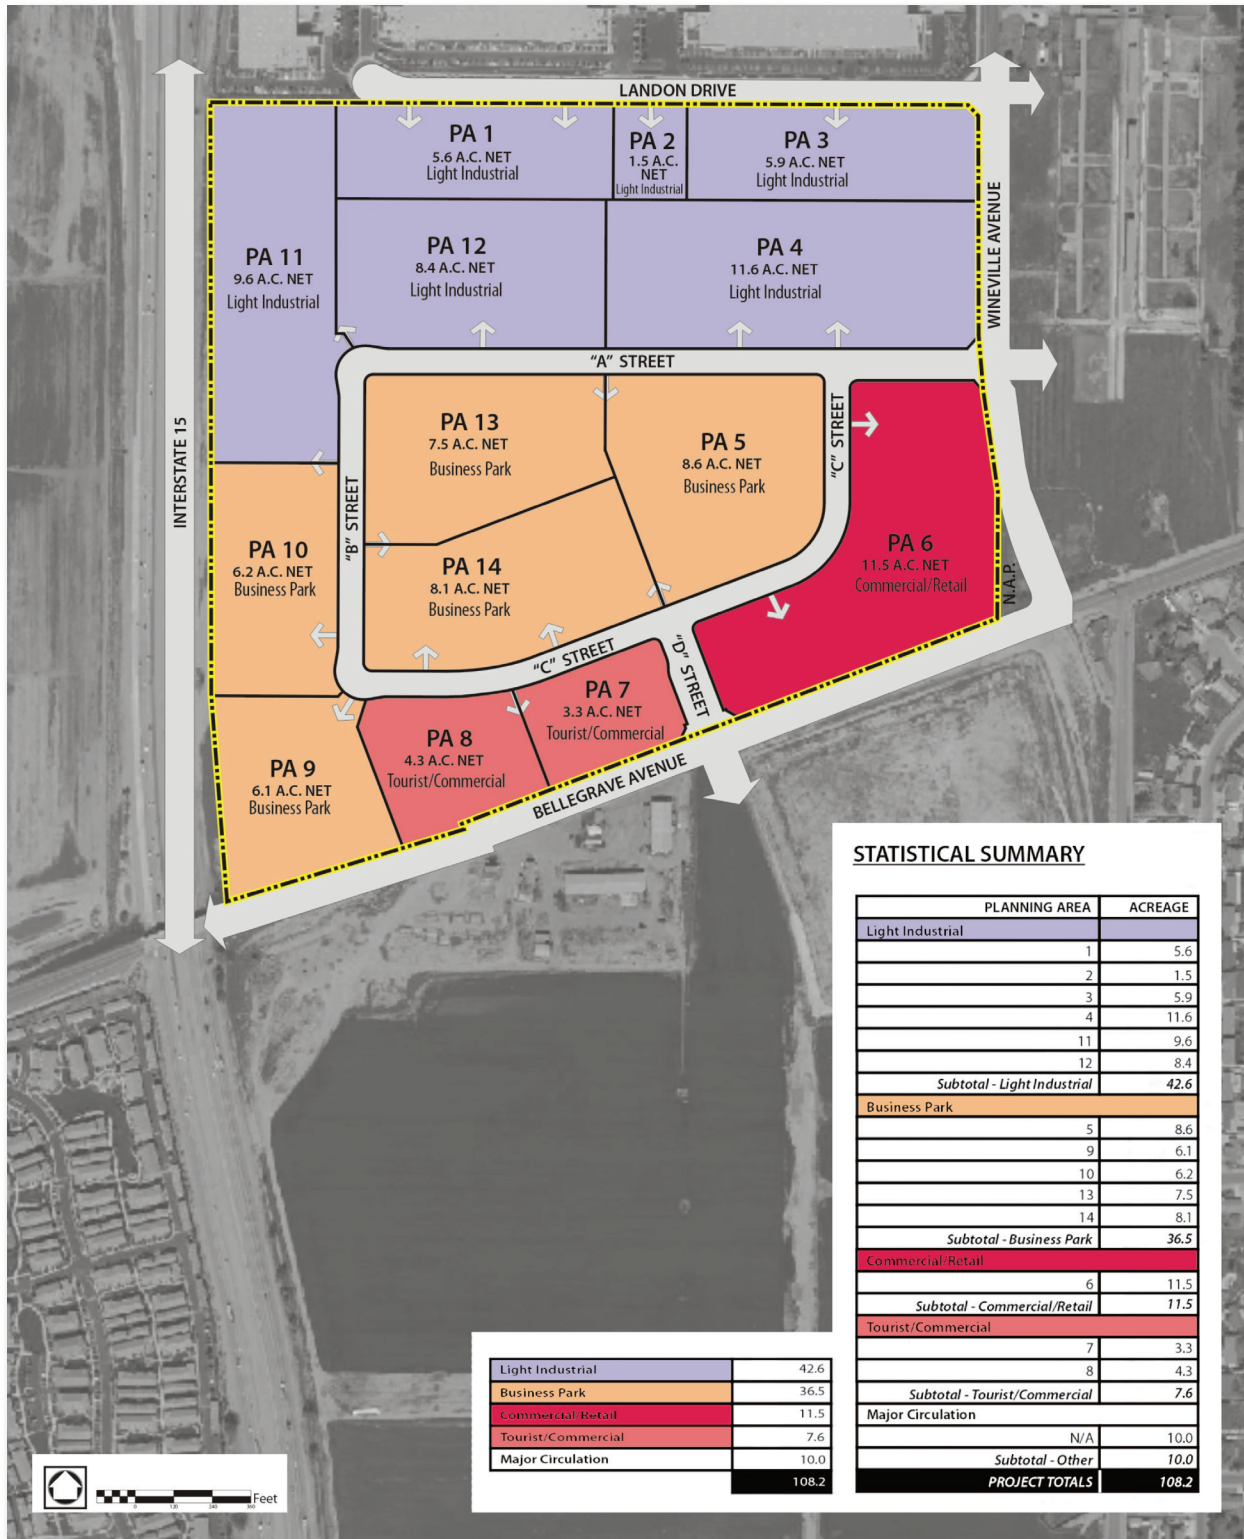 LANDON DRIVE
PA 1
5.6 A.C. NET
Light Industrial
PA 2
1.5 A.C.
NET
Light Industrial
PA 3
5.9 A.C. NET
Light Industrial
PA 11
9.6 A.C. NET
Light Industrial
PA 12
8.4 A.C. NET
Light Industrial
PA 4
11.6 A.C. NET
Light Industrial
WINEVILLE AVENUE
"A" STREET
INTERSTATE 15
PA 13
7.5 A.C. NET
Business Park
PA 5
8.6 A.C. NET
Business Park
"C" STREET
"B" STREET
PA 10
6.2 A.C. NET
Business Park
PA 14
8.1 A.C. NET
Business Park
PA 6
11.5 A.C. NET
Commercial/Retail
N.A.P.
"C" STREET
"D" STREET
PA 7
3.3 A.C. NET
Tourist/Commercial
PA 8
4.3 A.C. NET
Tourist/Commercial
PA 9
6.1 A.C. NET
Business Park
BELLEGRAVE AVENUE
STATISTICAL SUMMARY
PLANNING AREA ACREAGE
Light Industrial
1 5.6
2 1.5
3 5.9
4 11.6
11 9.6
12 8.4
Subtotal - Light Industrial 42.6
Business Park
5 8.6
9 6.1
10 6.2
13 7.5
14 8.1
Subtotal - Business Park 36.5
Commercial/Retail
6 11.5
Subtotal - Commercial/Retail 11.5
Tourist/Commercial
7 3.3
8 4.3
Subtotal - Tourist/Commercial 7.6
Major Circulation
N/A 10.0
Subtotal - Other 10.0
PROJECT TOTALS 108.2
Light Industrial 42.6
Business Park 36.5
Commercial/Retail 11.5
Tourist/Commercial 7.6
Major Circulation 10.0
108.2
0 120 240 360 Feet